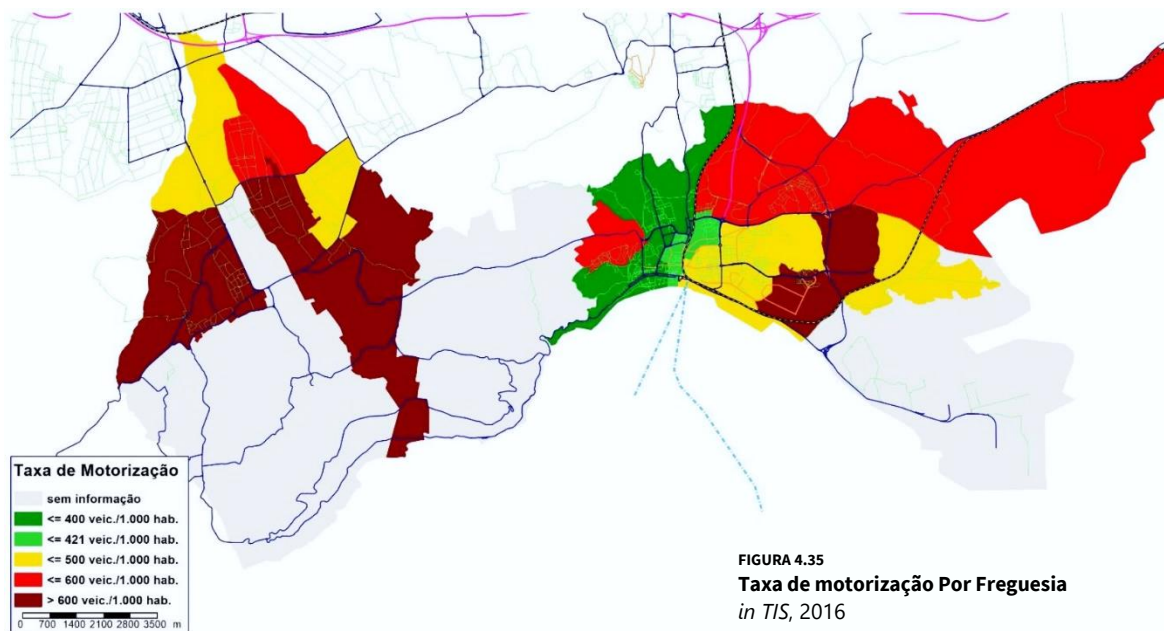 Taxa de Motorização
sem informação
<= 400 veic./1.000 hab.
<= 421 veic./1.000 hab.
<= 500 veic./1.000 hab.
<= 600 veic./1.000 hab.
> 600 veic./1.000 hab.
0 700 1400 2100 2800 3500 m
FIGURA 4.35
Taxa de motorização Por Freguesia
in TIS, 2016